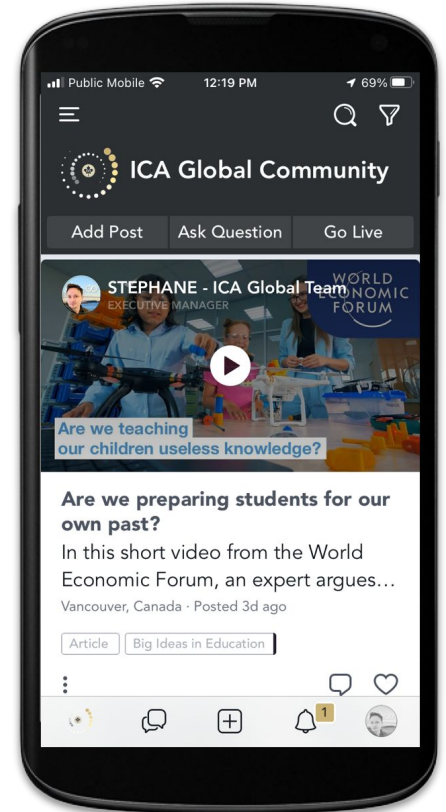 Public Mobile 12:19 PM 69%
ICA Global Community
Add Post Ask Question Go Live
STEPHANE - ICA Global Team
EXECUTIVE MANAGER
WORLD
ECONOMIC
FORUM
Are we teaching
our children useless knowledge?
Are we preparing students for our
own past?
In this short video from the World
Economic Forum, an expert argues...
Vancouver, Canada · Posted 3d ago
Article Big Ideas in Education
1